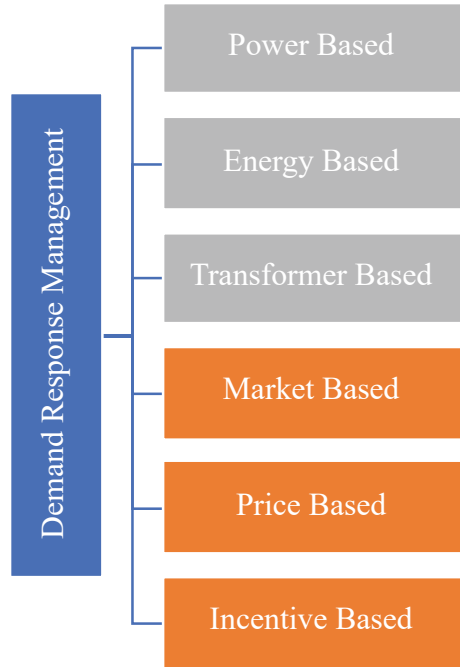 Demand Response Management
Power Based
Energy Based
Transformer Based
Market Based
Price Based
Incentive Based